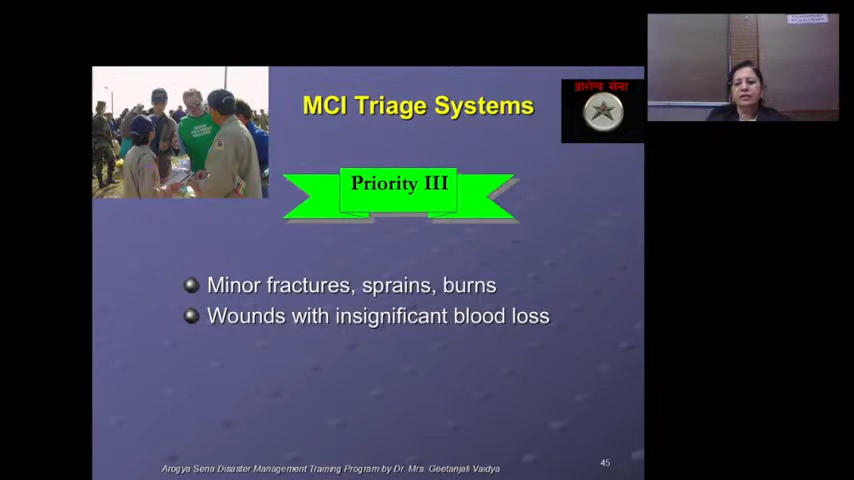 MCI Triage Systems
आरोग्य सेना
Priority III
Minor fractures, sprains, burns
Wounds with insignificant blood loss
Arogya Sena Disaster Management Training Program by Dr. Mrs. Geetanjali Vaidya
45